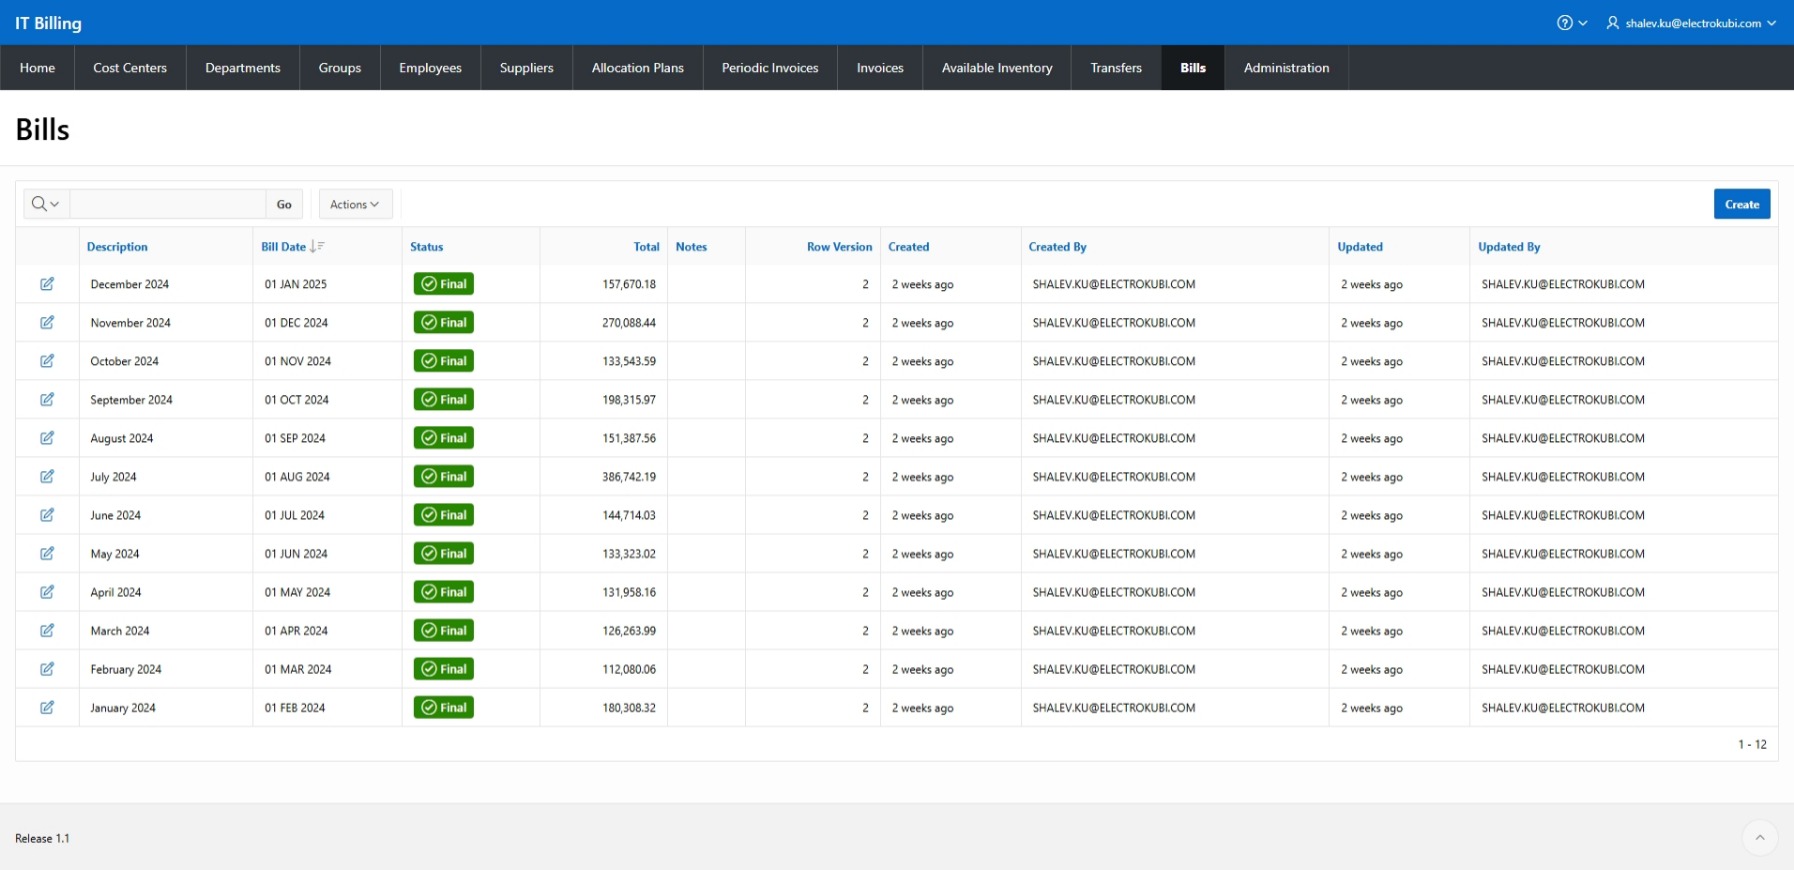 IT Billing
shalev.ku@electrokubi.com
Home Cost Centers Departments Groups Employees Suppliers Allocation Plans Periodic Invoices Invoices Available Inventory Transfers Bills Administration
Bills
Go Actions Create
Description Bill Date Status Total Notes Row Version Created Created By Updated Updated By
December 2024 01 JAN 2025 Final 157,670.18 2 2 weeks ago SHALEV.KU@ELECTROKUBI.COM 2 weeks ago SHALEV.KU@ELECTROKUBI.COM
November 2024 01 DEC 2024 Final 270,088.44 2 2 weeks ago SHALEV.KU@ELECTROKUBI.COM 2 weeks ago SHALEV.KU@ELECTROKUBI.COM
October 2024 01 NOV 2024 Final 133,543.59 2 2 weeks ago SHALEV.KU@ELECTROKUBI.COM 2 weeks ago SHALEV.KU@ELECTROKUBI.COM
September 2024 01 OCT 2024 Final 198,315.97 2 2 weeks ago SHALEV.KU@ELECTROKUBI.COM 2 weeks ago SHALEV.KU@ELECTROKUBI.COM
August 2024 01 SEP 2024 Final 151,387.56 2 2 weeks ago SHALEV.KU@ELECTROKUBI.COM 2 weeks ago SHALEV.KU@ELECTROKUBI.COM
July 2024 01 AUG 2024 Final 386,742.19 2 2 weeks ago SHALEV.KU@ELECTROKUBI.COM 2 weeks ago SHALEV.KU@ELECTROKUBI.COM
June 2024 01 JUL 2024 Final 144,714.03 2 2 weeks ago SHALEV.KU@ELECTROKUBI.COM 2 weeks ago SHALEV.KU@ELECTROKUBI.COM
May 2024 01 JUN 2024 Final 133,323.02 2 2 weeks ago SHALEV.KU@ELECTROKUBI.COM 2 weeks ago SHALEV.KU@ELECTROKUBI.COM
April 2024 01 MAY 2024 Final 131,958.16 2 2 weeks ago SHALEV.KU@ELECTROKUBI.COM 2 weeks ago SHALEV.KU@ELECTROKUBI.COM
March 2024 01 APR 2024 Final 126,263.99 2 2 weeks ago SHALEV.KU@ELECTROKUBI.COM 2 weeks ago SHALEV.KU@ELECTROKUBI.COM
February 2024 01 MAR 2024 Final 112,080.06 2 2 weeks ago SHALEV.KU@ELECTROKUBI.COM 2 weeks ago SHALEV.KU@ELECTROKUBI.COM
January 2024 01 FEB 2024 Final 180,308.32 2 2 weeks ago SHALEV.KU@ELECTROKUBI.COM 2 weeks ago SHALEV.KU@ELECTROKUBI.COM
1 - 12
Release 1.1